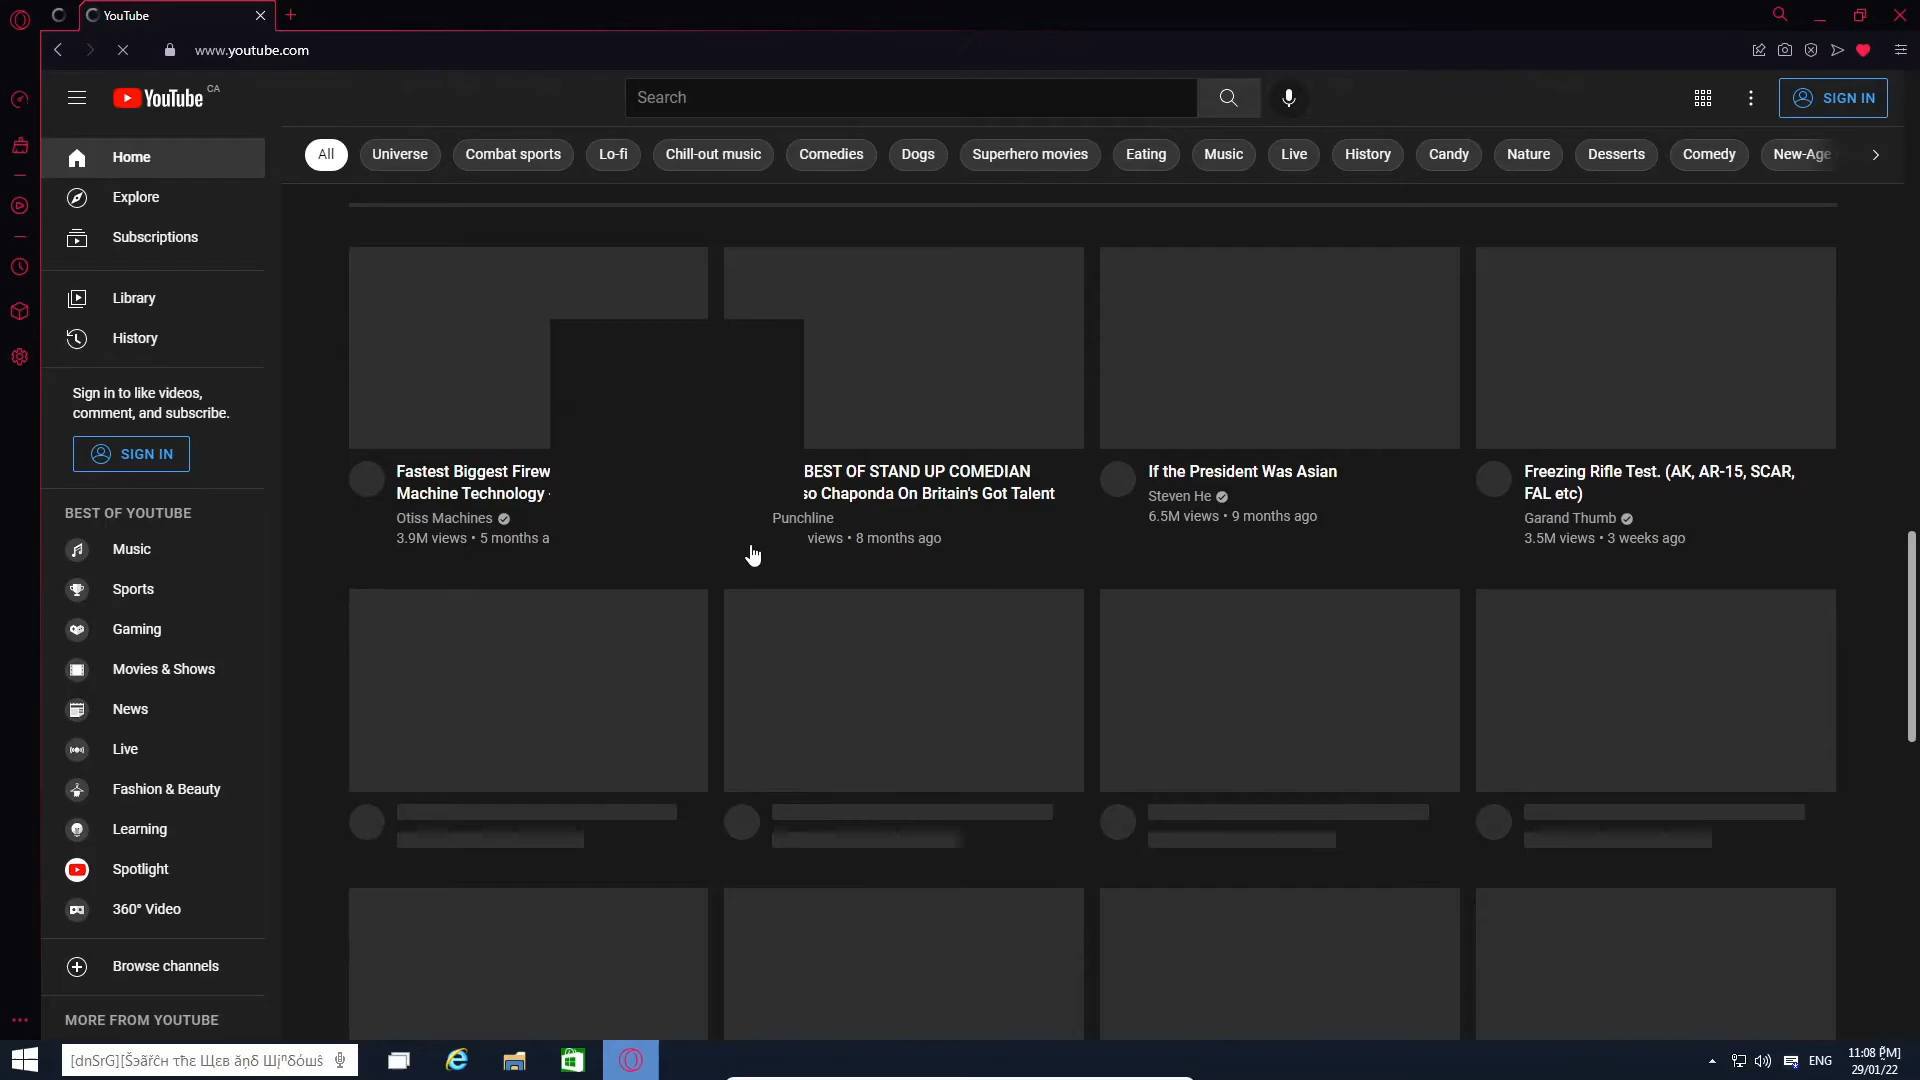 YouTube
www.youtube.com
YouTube CA
Search
SIGN IN
All
Universe
Combat sports
Lo-fi
Chill-out music
Comedies
Dogs
Superhero movies
Eating
Music
Live
History
Candy
Nature
Desserts
Comedy
New-Age
Home
Explore
Subscriptions
Library
History
Sign in to like videos,
comment, and subscribe.
SIGN IN
BEST OF YOUTUBE
Music
Sports
Gaming
Movies & Shows
News
Live
Fashion & Beauty
Learning
Spotlight
360° Video
Browse channels
MORE FROM YOUTUBE
Fastest Biggest Firew
Machine Technology -
Otiss Machines
3.9M views • 5 months a
BEST OF STAND UP COMEDIAN
so Chaponda On Britain's Got Talent
Punchline
views • 8 months ago
If the President Was Asian
Steven He
6.5M views • 9 months ago
Freezing Rifle Test. (AK, AR-15, SCAR,
FAL etc)
Garand Thumb
3.5M views • 3 weeks ago
ENG
11:08
29/01/22